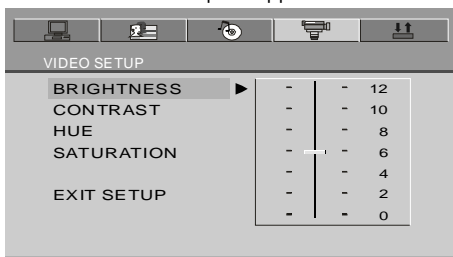 VIDEO SETUP
BRIGHTNESS
CONTRAST
HUE
SATURATION
EXIT SETUP
- - 12
- - 10
- - 8
- - 6
- - 4
- - 2
- - 0